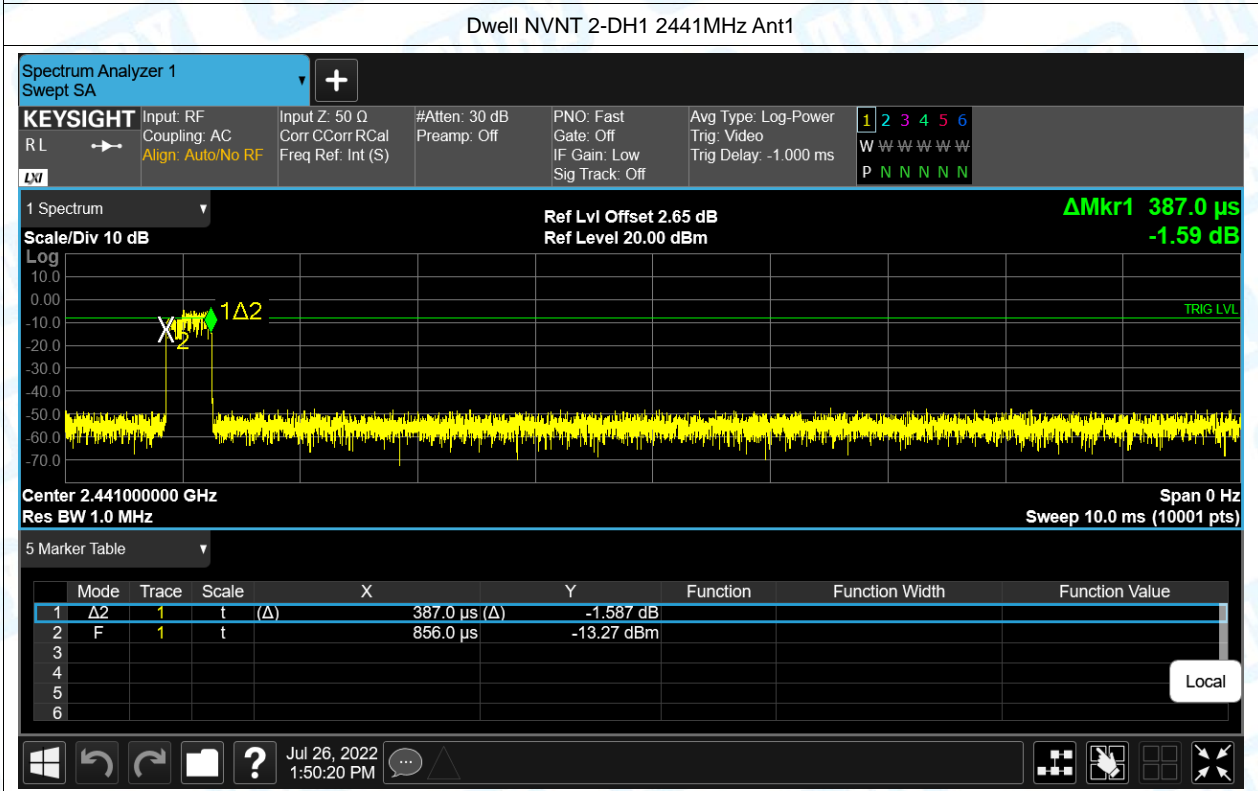 Dwell NVNT 2-DH1 2441MHz Ant1
Spectrum Analyzer 1
Swept SA
KEYSIGHT Input: RF Input Z: 50 Ω #Atten: 30 dB PNO: Fast Avg Type: Log-Power 1 2 3 4 5 6
RL Coupling: AC Corr CCorr RCal Preamp: Off Gate: Off Trig: Video W W W W W W
Align: Auto/No RF Freq Ref: Int (S) IF Gain: Low Trig Delay: -1.000 ms
LXI Sig Track: Off P N N N N N
1 Spectrum Ref Lvl Offset 2.65 dB ΔMkr1 387.0 µs
Scale/Div 10 dB Ref Level 20.00 dBm -1.59 dB
Log
10.0
0.00
1Δ2 TRIG LVL
-10.0
X 2
-20.0
-30.0
-40.0
-50.0
-60.0
-70.0
Center 2.441000000 GHz Span 0 Hz
Res BW 1.0 MHz Sweep 10.0 ms (10001 pts)
5 Marker Table
Mode Trace Scale X Y Function Function Width Function Value
1 Δ2 1 t (Δ) 387.0 µs (Δ) -1.587 dB
2 F 1 t 856.0 µs -13.27 dBm
3
4
5
6
Local
? Jul 26, 2022
1:50:20 PM